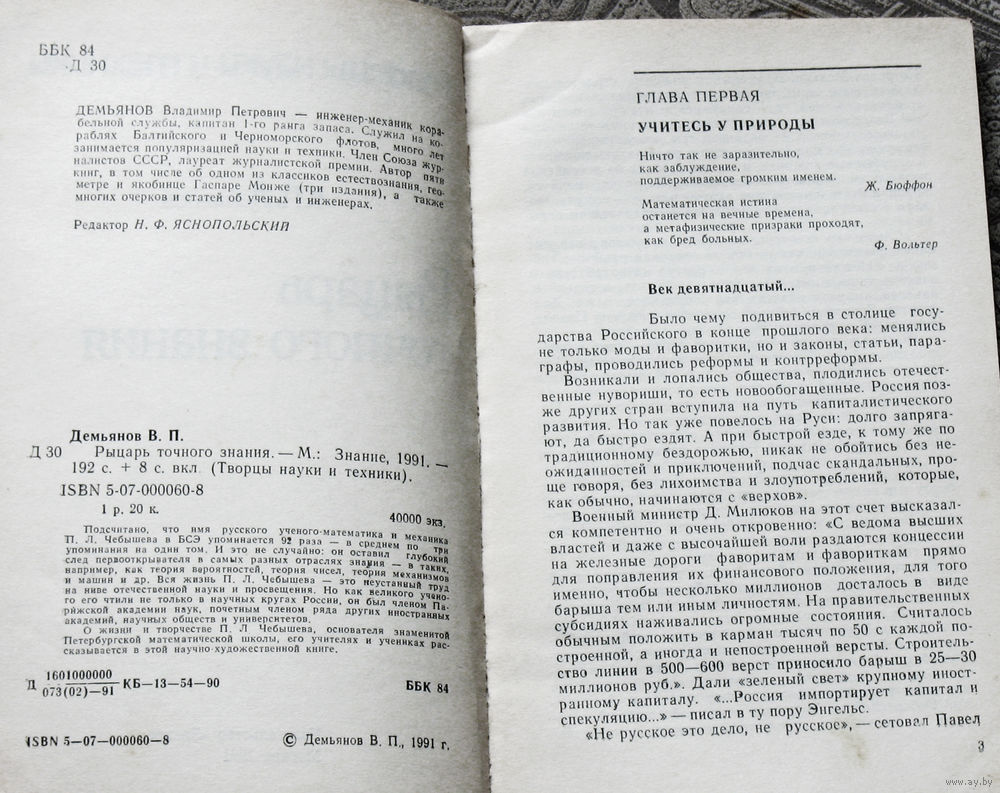 ББК 84
Д 30
ДЕМЬЯНОВ Владимир Петрович — инженер-механик кора-
бельной службы, капитан 1-го ранга запаса. Служил на ко-
раблях Балтийского и Черноморского флотов, много лет
занимается популяризацией науки и техники. Член Союза жур-
налистов СССР, лауреат журналистской премии. Автор пяти
книг, в том числе об одном из классиков естествознания, гео-
метре и якобинце Гаспаре Монже (три издания), а также
многих очерков и статей об ученых и инженерах.
Редактор Н. Ф. ЯСНОПОЛЬСКИЙ
Демьянов В. П.
Д 30 Рыцарь точного знания. — М.: Знание, 1991. —
192 с. + 8 с. вкл. (Творцы науки и техники).
ISBN 5-07-000060-8
1 р. 20 к.
40000 экз.
Подсчитано, что имя русского ученого-математика и механика
П. Л. Чебышева в БСЭ упоминается 92 раза — в среднем по три
упоминания на один том. И это не случайно: он оставил глубокий
след первооткрывателя в самых разных отраслях знания — в таких,
например, как теория вероятностей, теория чисел, теория механизмов
и машин и др. Вся жизнь П. Л. Чебышева — это неустанный труд
на ниве отечественной науки и просвещения. Но как великого учено-
го его чтили не только в научных кругах России, он был членом Па-
рижской академии наук, почетным членом ряда других иностранных
академий, научных обществ и университетов.
О жизни и творчестве П. Л Чебышева, основателя знаменитой
Петербургской математической школы, его учителях и учениках рас-
сказывается в этой научно-художественной книге.
Д 1601000000
073(02)—91 КБ—13—54—90
ББК 84
ISBN 5—07—000060—8
© Демьянов В. П., 1991 г.
ГЛАВА ПЕРВАЯ
УЧИТЕСЬ У ПРИРОДЫ
Ничто так не заразительно,
как заблуждение,
поддерживаемое громким именем.
Ж. Бюффон
Математическая истина
останется на вечные времена,
а метафизические призраки проходят,
как бред больных.
Ф. Вольтер
Век девятнадцатый...
Было чему подивиться в столице госу-
дарства Российского в конце прошлого века: менялись
не только моды и фаворитки, но и законы, статьи, пара-
графы, проводились реформы и контрреформы.
Возникали и лопались общества, плодились отечест-
венные нувориши, то есть новообогащенные. Россия поз-
же других стран вступила на путь капиталистического
развития. Но так уже повелось на Руси: долго запряга-
ют, да быстро ездят. А при быстрой езде, к тому же по
традиционному бездорожью, никак не обойтись без не-
ожиданностей и приключений, подчас скандальных, про-
ще говоря, без лихоимства и злоупотреблений, которые,
как обычно, начинаются с «верхов».
Военный министр Д. Милюков на этот счет высказал-
ся компетентно и очень откровенно: «С ведома высших
властей и даже с высочайшей воли раздаются концессии
на железные дороги фаворитам и фавориткам прямо
для поправления их финансового положения, для того
именно, чтобы несколько миллионов досталось в виде
барыша тем или иным личностям. На правительственных
субсидиях наживались огромные состояния. Считалось
обычным положить в карман тысяч по 50 с каждой по-
строенной, а иногда и непостроенной версты. Строитель-
ство линии в 500—600 верст приносило барыш в 25—30
миллионов руб.». Дали «зеленый свет» крупному иност-
ранному капиталу. «...Россия импортирует капитал и
спекуляцию...» — писал в ту пору Энгельс.
«Не русское это дело, не русское»,— сетовал Павел
3
www.ay.by